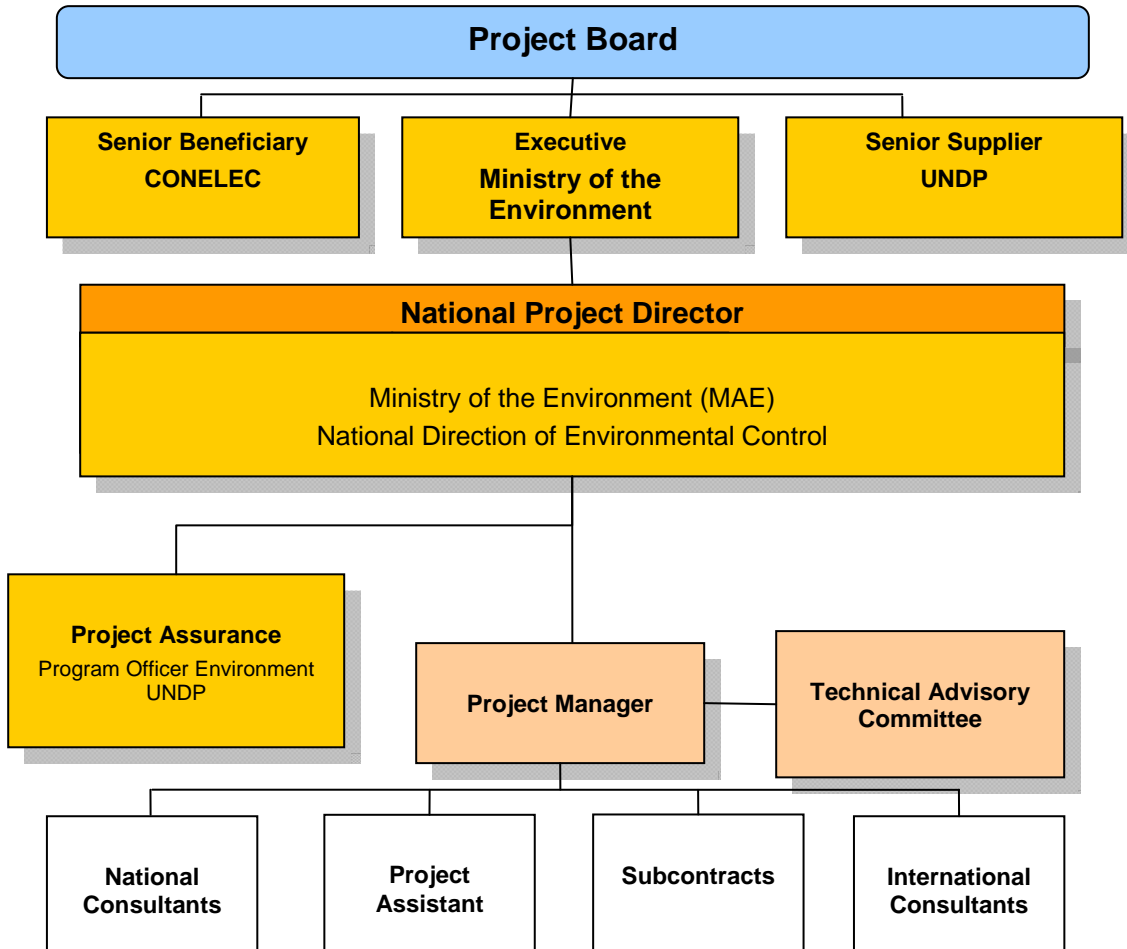 Project Board
Senior Beneficiary
CONELEC
Executive
Ministry of the
Environment
Senior Supplier
UNDP
National Project Director
Ministry of the Environment (MAE)
National Direction of Environmental Control
Project Assurance
Program Officer Environment
UNDP
Project Manager
Technical Advisory
Committee
National
Consultants
Project
Assistant
Subcontracts
International
Consultants